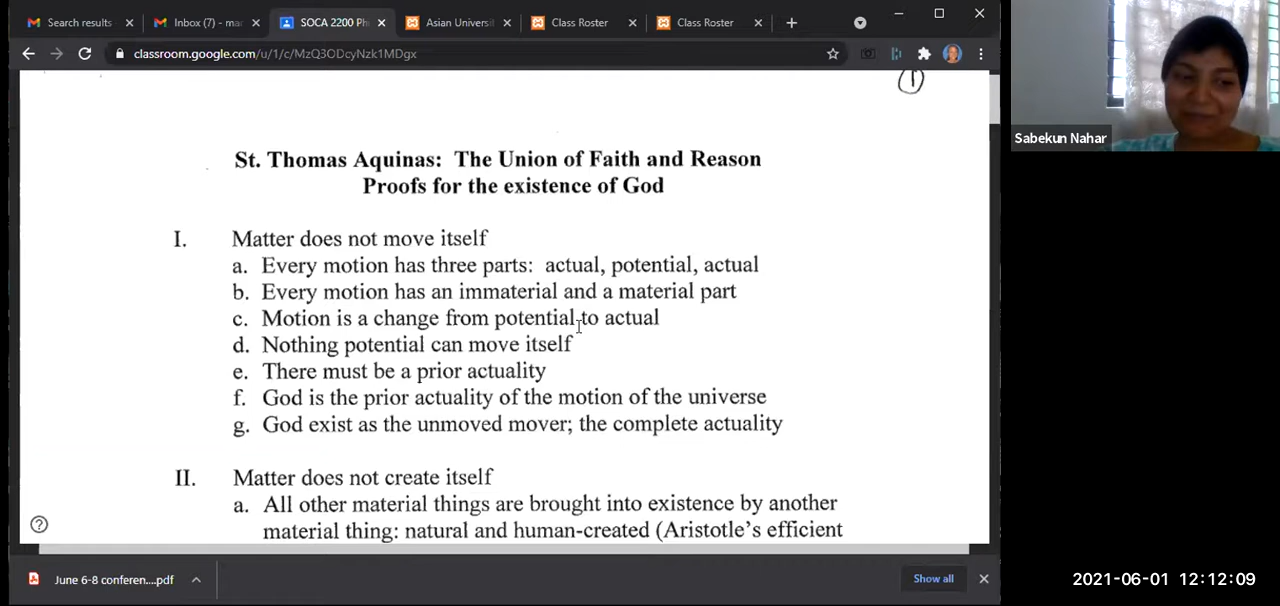 Search results
Inbox (7) - ma
SOCA 2200 Ph
Asian Universit
Class Roster
Class Roster
classroom.google.com/u/1/c/MzQ3ODcyNzk1MDgx
1
St. Thomas Aquinas: The Union of Faith and Reason
Proofs for the existence of God
I. Matter does not move itself
a. Every motion has three parts: actual, potential, actual
b. Every motion has an immaterial and a material part
c. Motion is a change from potential to actual
d. Nothing potential can move itself
e. There must be a prior actuality
f. God is the prior actuality of the motion of the universe
g. God exist as the unmoved mover; the complete actuality
II. Matter does not create itself
a. All other material things are brought into existence by another
material thing: natural and human-created (Aristotle's efficient
June 6-8 conferen....pdf
Show all
Sabekun Nahar
2021-06-01 12:12:09